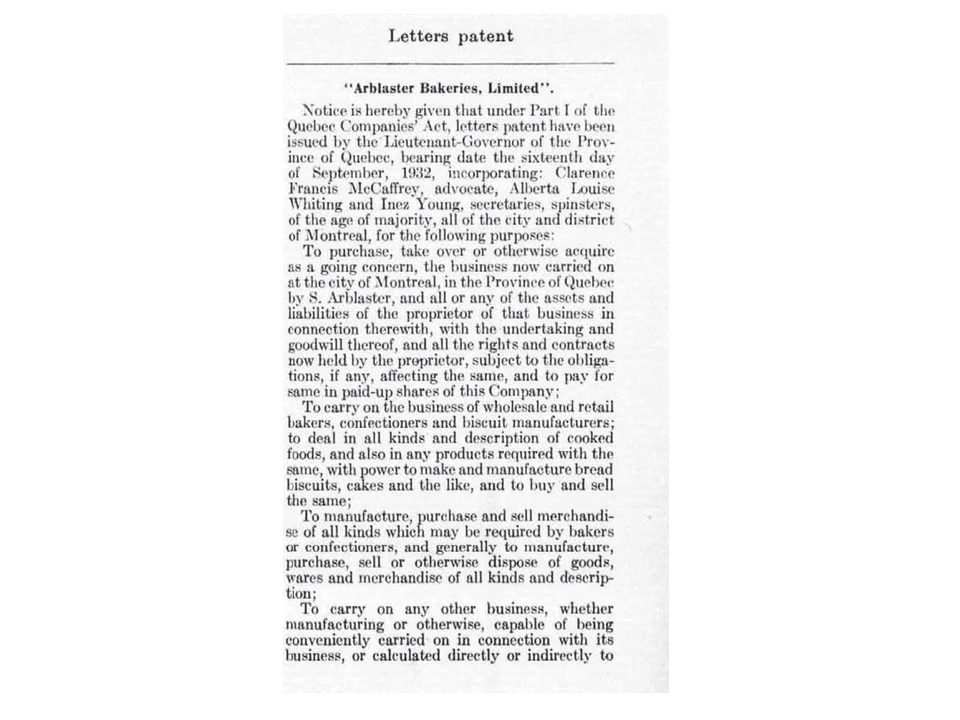 Letters patent
"Arblaster Bakeries, Limited".
Notice is hereby given that under Part I of the
Quebec Companies' Act, letters patent have been
issued by the Lieutenant-Governor of the Prov-
ince of Quebec, bearing date the sixteenth day
of September, 1932, incorporating: Clarence
Francis McCaffrey, advocate, Alberta Louise
Whiting and Inez Young, secretaries, spinsters,
of the age of majority, all of the city and district
of Montreal, for the following purposes:
To purchase, take over or otherwise acquire
as a going concern, the business now carried on
at the city of Montreal, in the Province of Quebec
by S. Arblaster, and all or any of the assets and
liabilities of the proprietor of that business in
connection therewith, with the undertaking and
goodwill thereof, and all the rights and contracts
now held by the proprietor, subject to the obliga-
tions, if any, affecting the same, and to pay for
same in paid-up shares of this Company;
To carry on the business of wholesale and retail
bakers, confectioners and biscuit manufacturers;
to deal in all kinds and description of cooked
foods, and also in any products required with the
same, with power to make and manufacture bread
biscuits, cakes and the like, and to buy and sell
the same;
To manufacture, purchase and sell merchandi-
se of all kinds which may be required by bakers
or confectioners, and generally to manufacture,
purchase, sell or otherwise dispose of goods,
wares and merchandise of all kinds and descrip-
tion;
To carry on any other business, whether
manufacturing or otherwise, capable of being
conveniently carried on in connection with its
business, or calculated directly or indirectly to